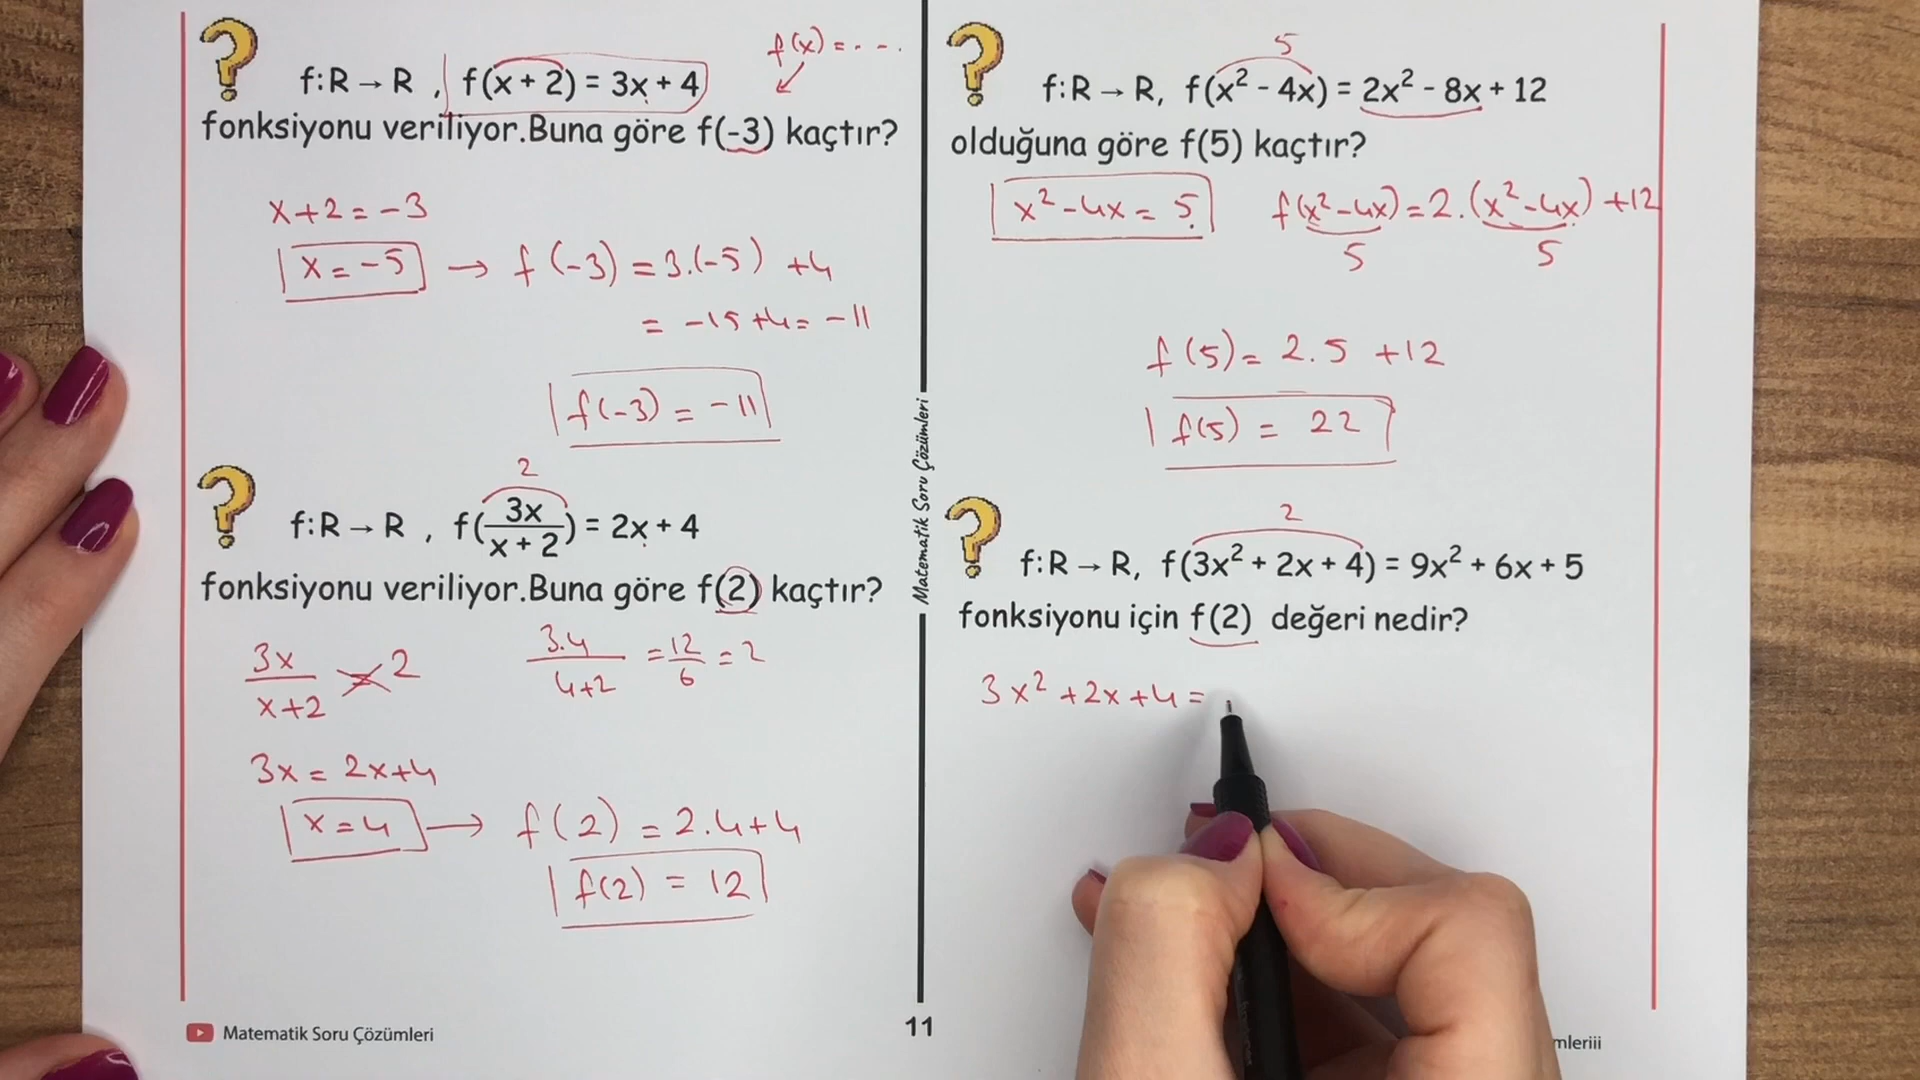 f:R → R , f(x + 2) = 3x + 4
f(x) = . - .
fonksiyonu veriliyor.Buna göre f(-3) kaçtır?
x+2 = -3
x = -5 → f(-3) = 3.(-5) +4
= -15 +4 = -11
f(-3) = -11
2
f:R → R , f(3x/x + 2) = 2x + 4
fonksiyonu veriliyor.Buna göre f(2) kaçtır?
3x/x+2 = 2
3.4/4+2 = 12/6 = 2
3x = 2x+4
x = 4 → f(2) = 2.4+4
f(2) = 12
Matematik Soru Çözümleri
Matematik Soru Çözümleri
11
5
f:R → R, f(x² - 4x) = 2x² - 8x + 12
olduğuna göre f(5) kaçtır?
x² - 4x = 5
f(x²-4x) = 2.(x²-4x) +12
5 5
f(5) = 2.5 +12
f(5) = 22
2
f:R → R, f(3x² + 2x + 4) = 9x² + 6x + 5
fonksiyonu için f(2) değeri nedir?
3x² +2x+4 =
mleriii